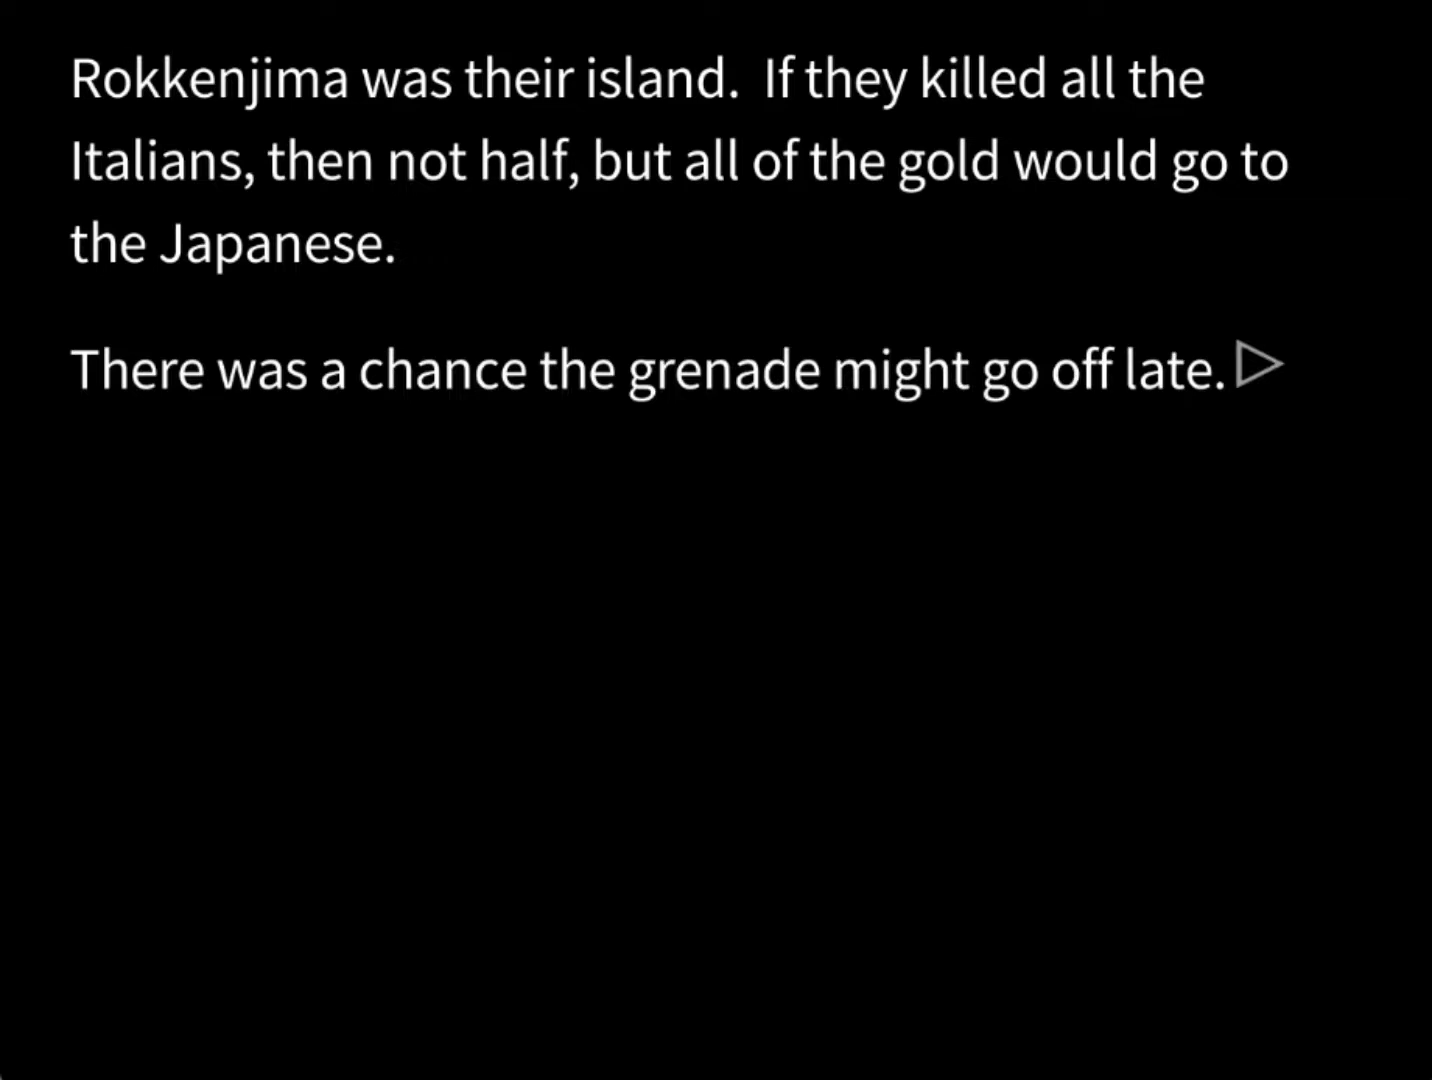 Rokkenjima was their island.  If they killed all the
Italians, then not half, but all of the gold would go to
the Japanese.
There was a chance the grenade might go off late.